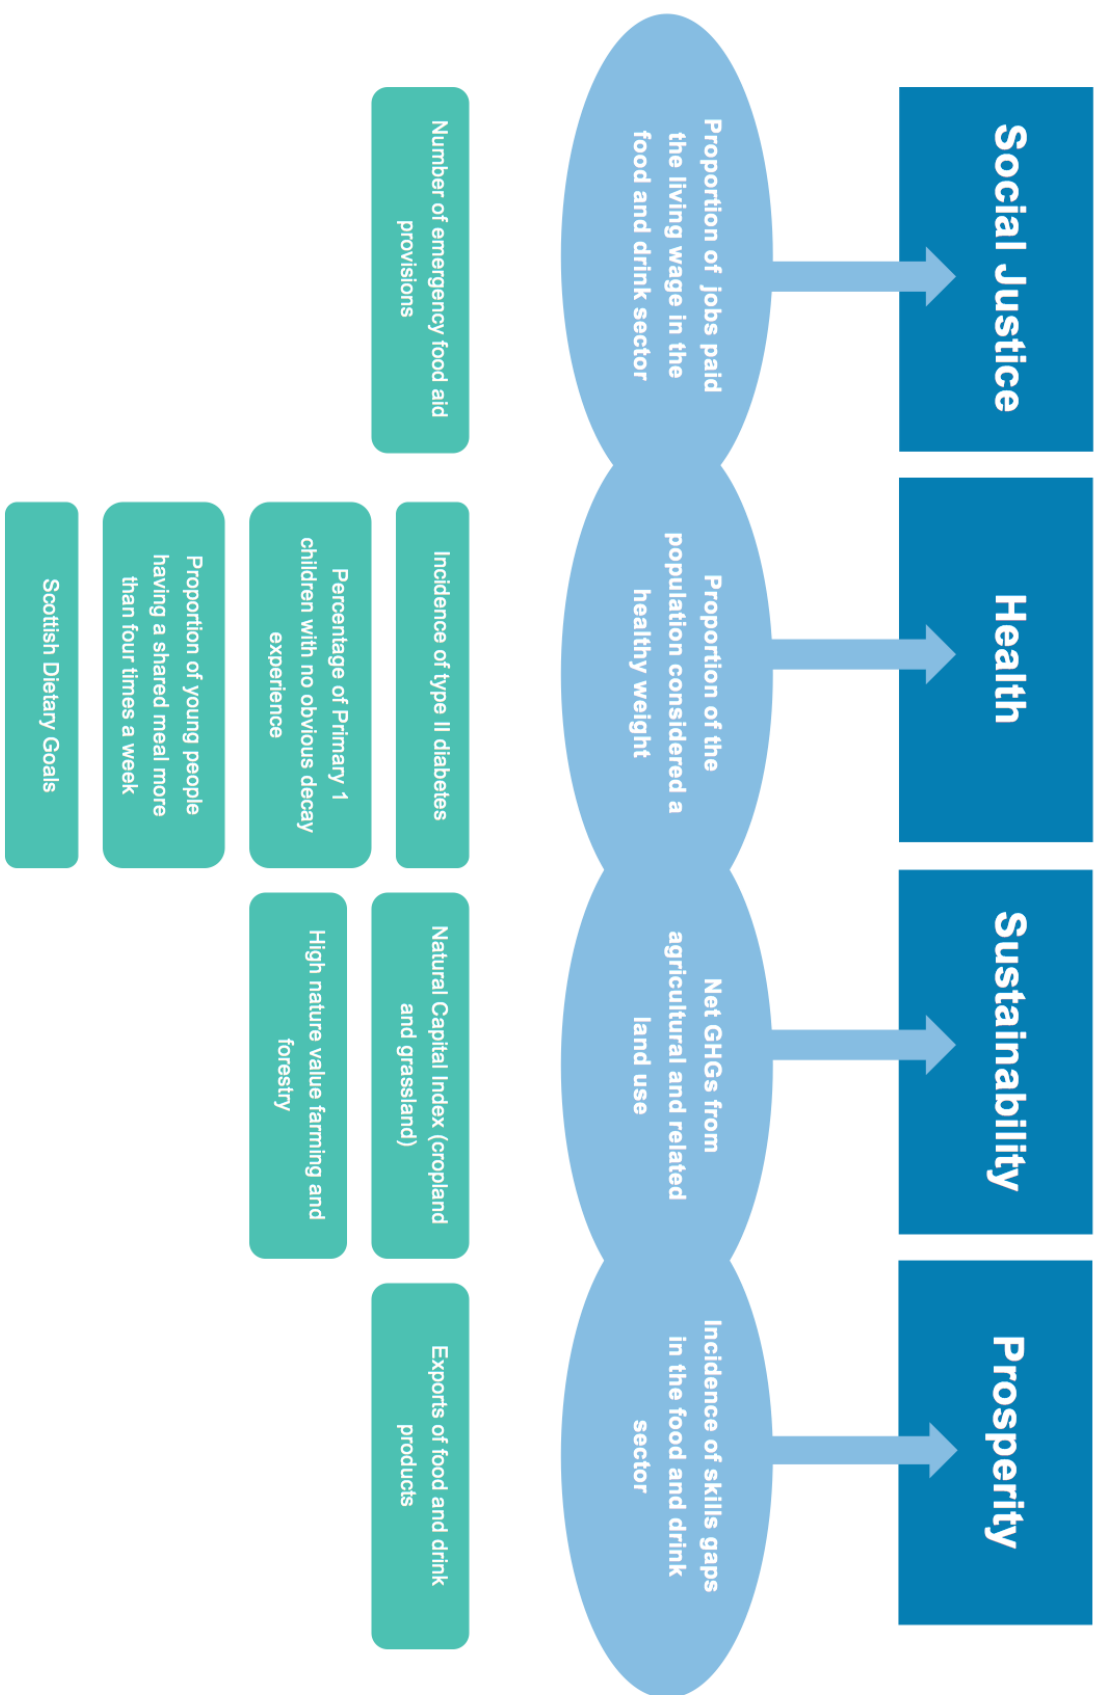 Social Justice
Health
Sustainability
Prosperity
Proportion of jobs paid
the living wage in the
food and drink sector
Proportion of the
population considered a
healthy weight
Net GHGs from
agricultural and related
land use
Incidence of skills gaps
in the food and drink
sector
Number of emergency food aid
provisions
Incidence of type II diabetes
Percentage of Primary 1
children with no obvious decay
experience
Proportion of young people
having a shared meal more
than four times a week
Scottish Dietary Goals
Natural Capital Index (cropland
and grassland)
High nature value farming and
forestry
Exports of food and drink
products